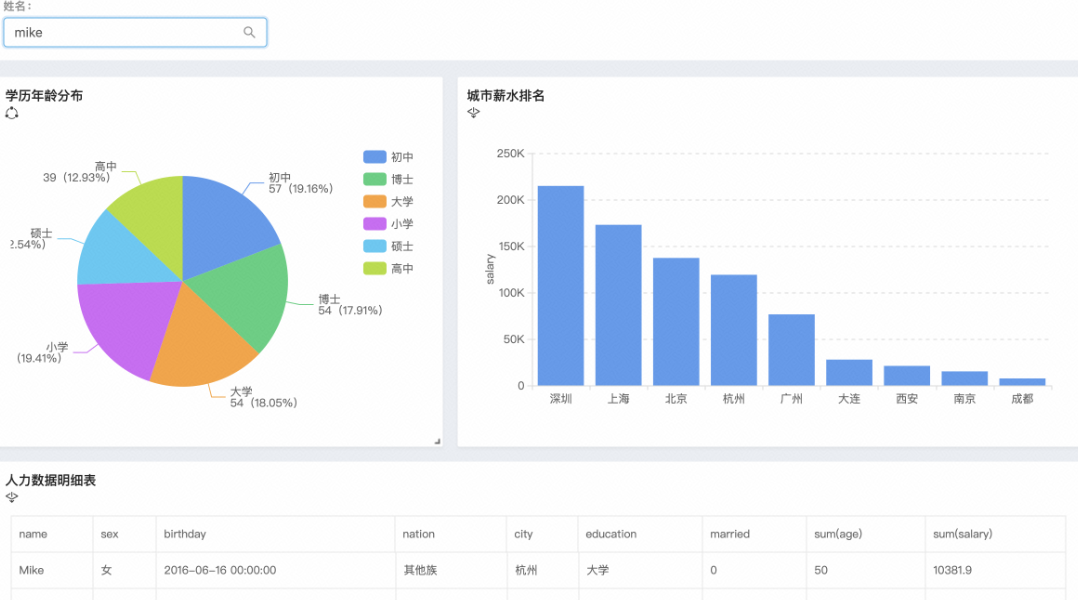 姓名：
mike
学历年龄分布
高中
39（12.93%）
初中
57（19.16%）
硕士
2.54%）
博士
54（17.91%）
小学
(19.41%）
大学
54（18.05%）
初中
博士
大学
小学
硕士
高中
城市薪水排名
250K
200K
150K
100K
50K
0
salary
深圳 上海 北京 杭州 广州 大连 西安 南京 成都
人力数据明细表
name sex birthday nation city education married sum(age) sum(salary)
Mike 女 2016-06-16 00:00:00 其他族 杭州 大学 0 50 10381.9